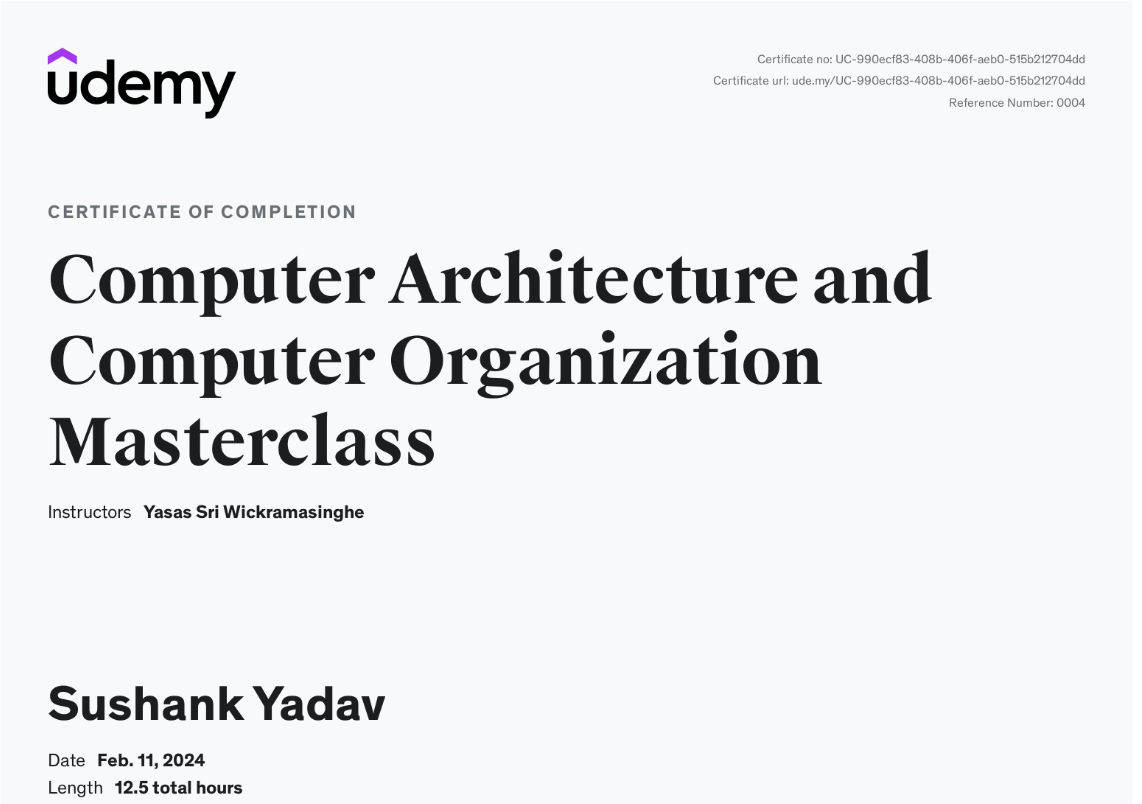 udemy
Certificate no: UC-990ecf83-408b-406f-aeb0-515b212704dd
Certificate url: ude.my/UC-990ecf83-408b-406f-aeb0-515b212704dd
Reference Number: 0004
CERTIFICATE OF COMPLETION
Computer Architecture and
Computer Organization
Masterclass
Instructors Yasas Sri Wickramasinghe
Sushank Yadav
Date Feb. 11, 2024
Length 12.5 total hours